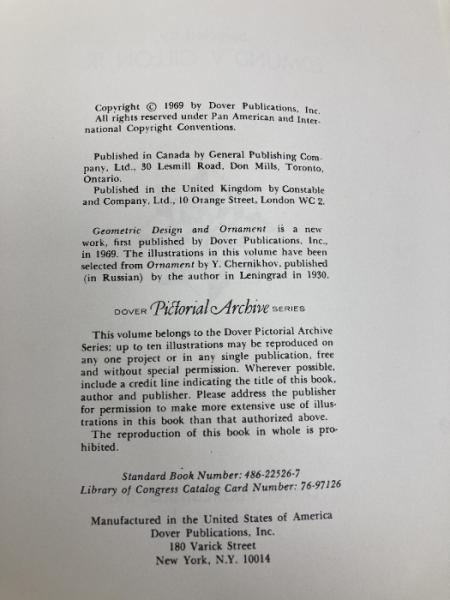 Copyright © 1969 by Dover Publications, Inc.
All rights reserved under Pan American and Inter-
national Copyright Conventions.
Published in Canada by General Publishing Com-
pany, Ltd., 30 Lesmill Road, Don Mills, Toronto,
Ontario.
Published in the United Kingdom by Constable
and Company, Ltd., 10 Orange Street, London WC 2.
Geometric Design and Ornament is a new
work, first published by Dover Publications, Inc.,
in 1969. The illustrations in this volume have been
selected from Ornament by Y. Chernikhov, published
(in Russian) by the author in Leningrad in 1930.
DOVER Pictorial Archive SERIES
This volume belongs to the Dover Pictorial Archive
Series; up to ten illustrations may be reproduced on
any one project or in any single publication, free
and without special permission. Wherever possible,
include a credit line indicating the title of this book,
author and publisher. Please address the publisher
for permission to make more extensive use of illus-
trations in this book than that authorized above.
The reproduction of this book in whole is pro-
hibited.
Standard Book Number: 486-22526-7
Library of Congress Catalog Card Number: 76-97126
Manufactured in the United States of America
Dover Publications, Inc.
180 Varick Street
New York, N.Y. 10014